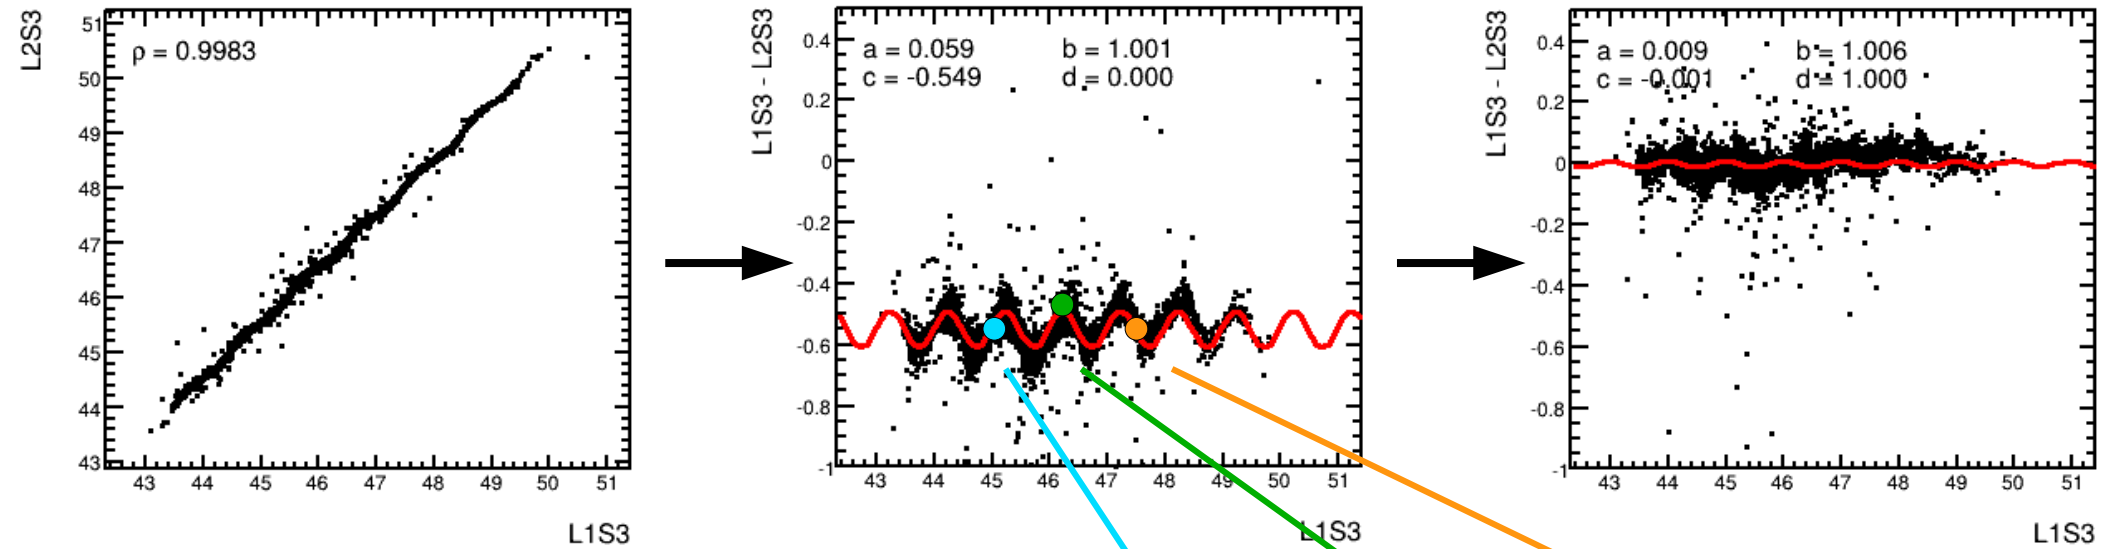 L2S3
ρ = 0.9983
51
50
49
48
47
46
45
44
43
43 44 45 46 47 48 49 50 51
L1S3
L1S3 - L2S3
a = 0.059 b = 1.001
c = -0.549 d = 0.000
0.4
0.2
0
-0.2
-0.4
-0.6
-0.8
-1
43 44 45 46 47 48 49 50 51
L1S3
L1S3 - L2S3
a = 0.009 b = 1.006
c = -0.001 d = 1.000
0.4
0.2
0
-0.2
-0.4
-0.6
-0.8
-1
43 44 45 46 47 48 49 50 51
L1S3